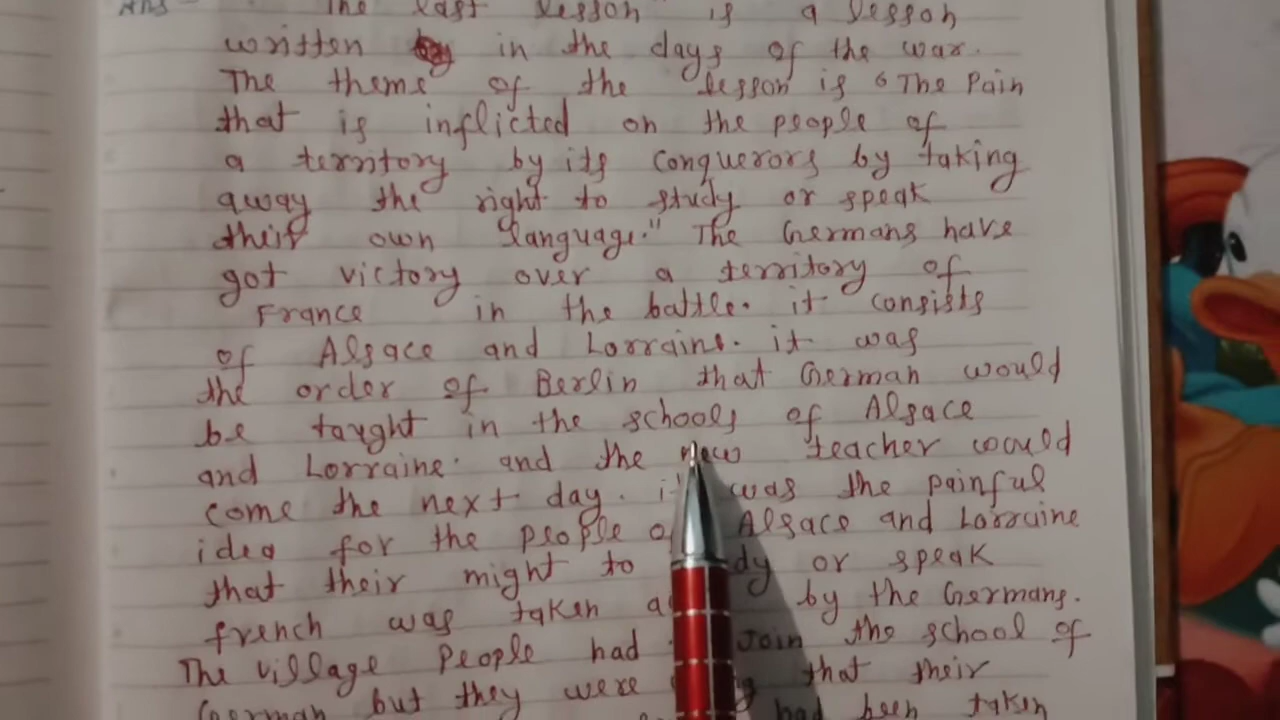 Ans - The last lesson" is a lesson
written in the days of the war.
The theme of the lesson is "The Pain
that is inflicted on the people of
a territory by its conquerors by taking
away the right to study or speak
their own language." The Germans have
got victory over a territory of
France in the battle. it consists
of Alsace and Lorraine. it was
the order of Berlin that German would
be taught in the schools of Alsace
and Lorraine. and the new teacher would
come the next day. it was the painful
idea for the people Alsace and Lorraine
that their might to or speak
french was taken by the Germans.
The village people had Join the school of
German but they were that their
had been taken